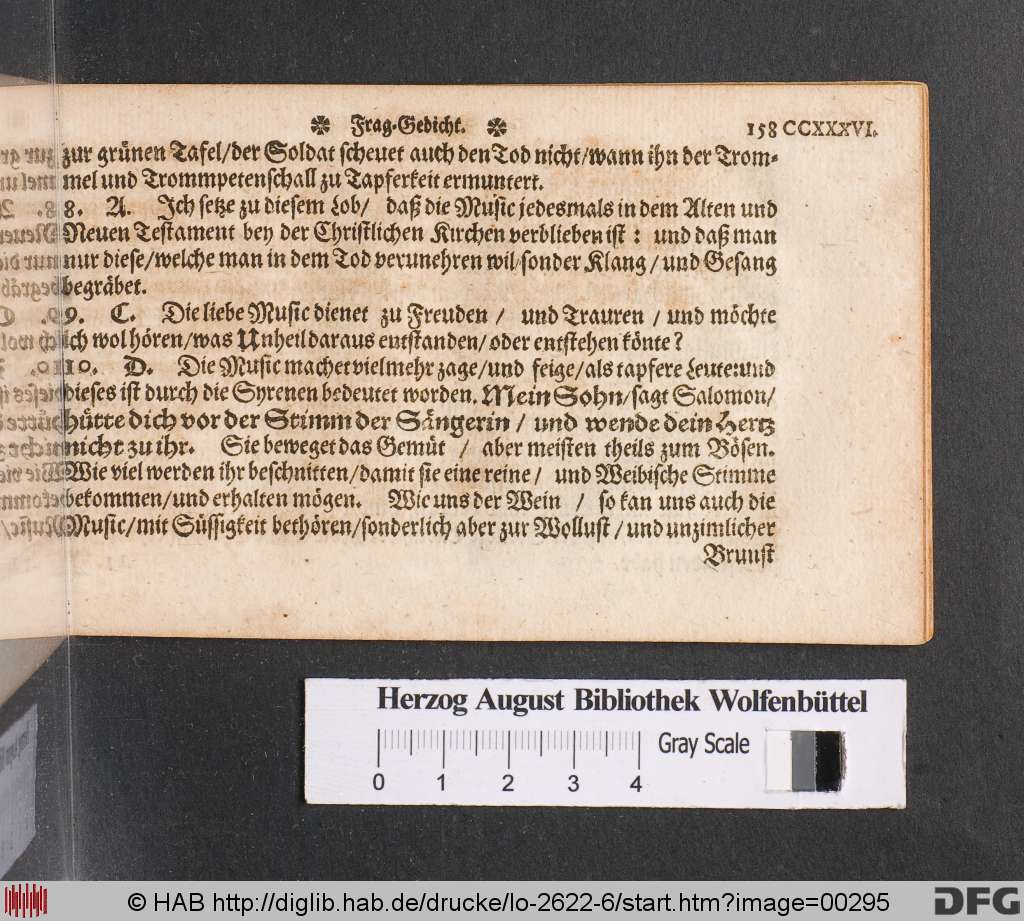 ✼ Frag-Gedicht. ✼ 158 CCXXXVI.
zur grünen Tafel/der Soldat scheuet auch den Tod nicht/wann ihn der Trom-
mel und Trommpetenschall zu Tapferkeit ermuntert.
8. A. Ich setze zu diesem Lob/ daß die Music jedesmals in dem Alten und
Neuen Testament bey der Christlichen Kirchen verblieben ist: und daß man
nur diese/welche man in dem Tod verunehren wil/sonder Klang/und Gesang
begräbet.
9. C. Die liebe Music dienet zu Freuden/ und Trauren/und möchte
ich wol hören/was Unheil daraus entstanden/oder entstehen könte?
10. D. Die Music machet vielmehr zage/und feige/als tapfere Leute:und
dieses ist durch die Syrenen bedeutet worden. Mein Sohn/sagt Salomon/
hütte dich vor der Stimm der Sängerin/ und wende dein Hertz
nicht zu ihr. Sie beweget das Gemüt / aber meisten theils zum Bösen.
Wie viel werden ihr beschnitten/damit sie eine reine/ und Weibische Stimme
bekommen/und erhalten mögen. Wie uns der Wein / so kan uns auch die
Music/mit Süssigkeit bethören/sonderlich aber zur Wollust/und unzimlicher
Brunst
Herzog August Bibliothek Wolfenbüttel
0 1 2 3 4 Gray Scale
© HAB http://diglib.hab.de/drucke/lo-2622-6/start.htm?image=00295 DFG